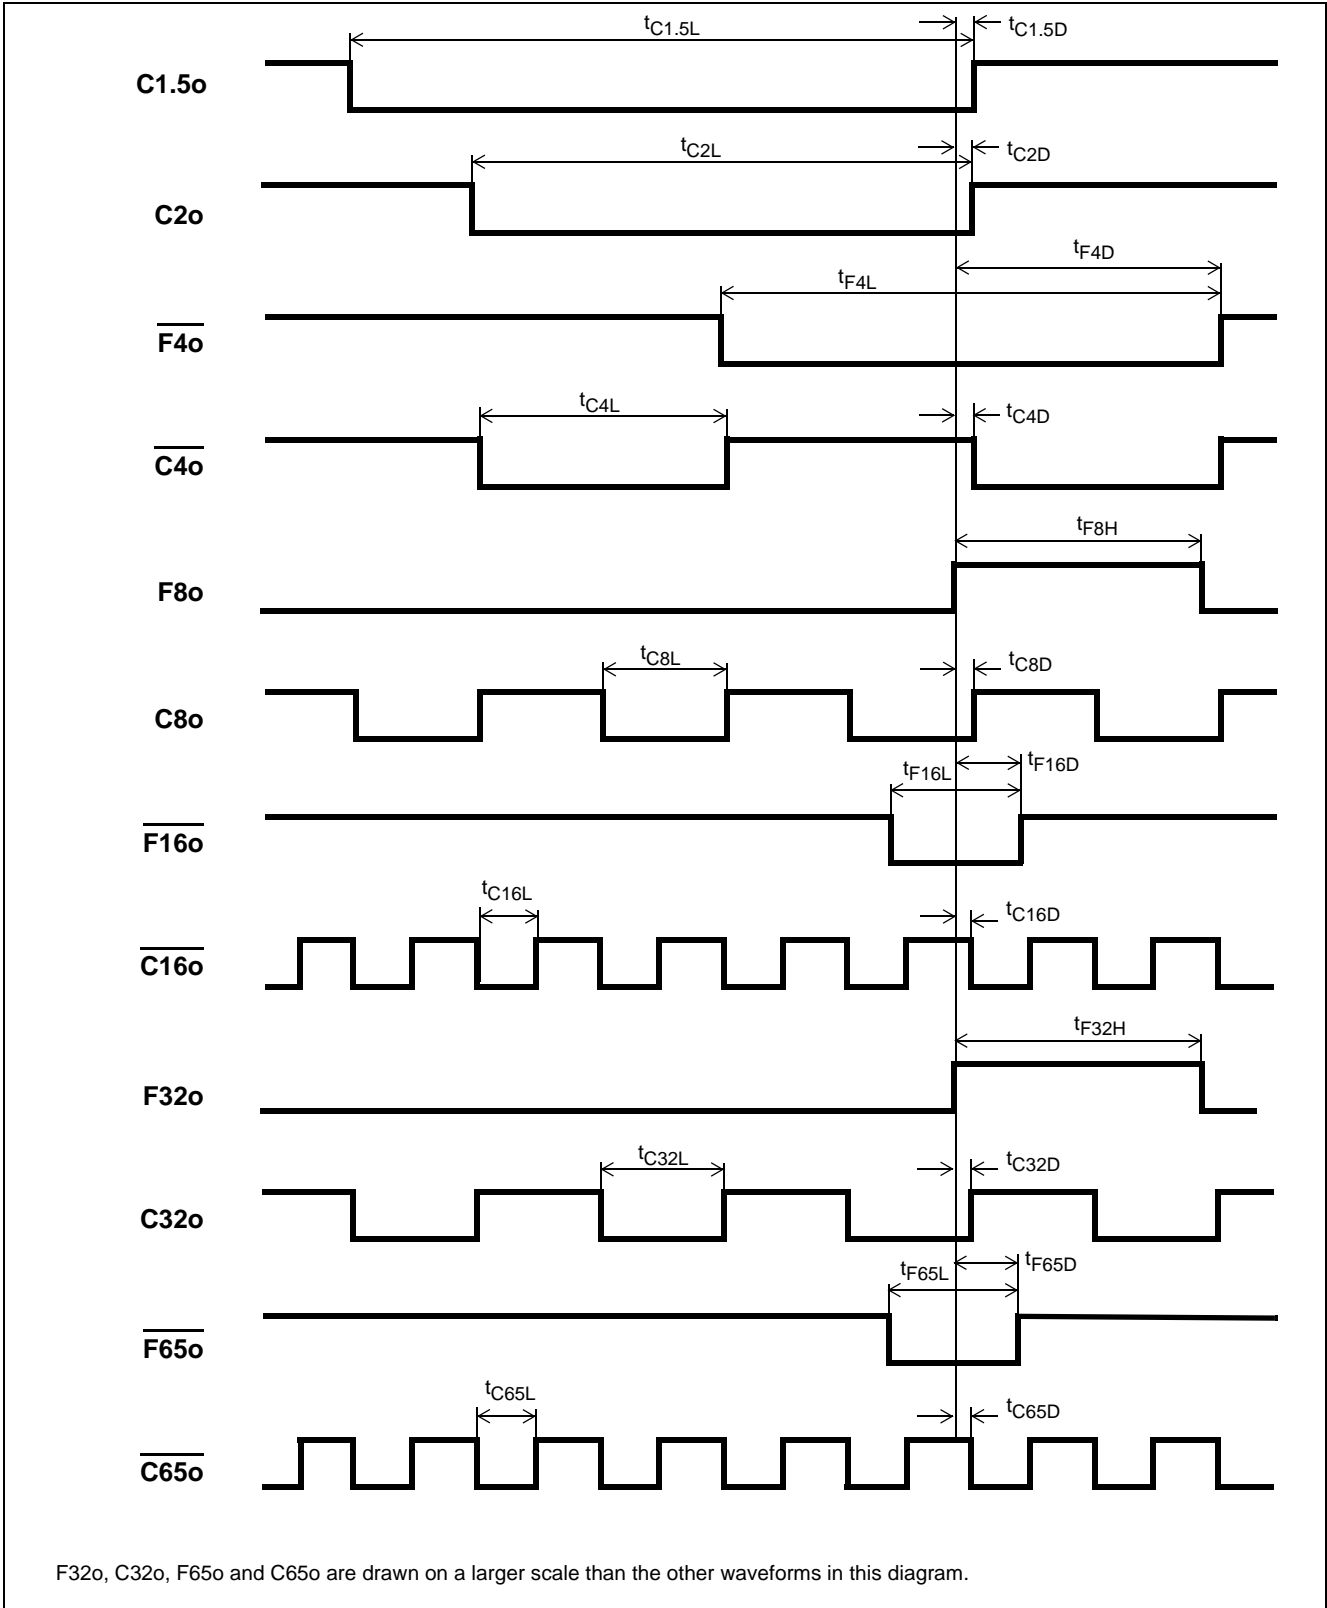 tC1.5L
tC1.5D
C1.5o
tC2L
tC2D
C2o
tF4D
tF4L
F4o
tC4L
tC4D
C4o
tF8H
F8o
tC8L
tC8D
C8o
tF16L
tF16D
F16o
tC16L
tC16D
C16o
tF32H
F32o
tC32L
tC32D
C32o
tF65L
tF65D
F65o
tC65L
tC65D
C65o
F32o, C32o, F65o and C65o are drawn on a larger scale than the other waveforms in this diagram.